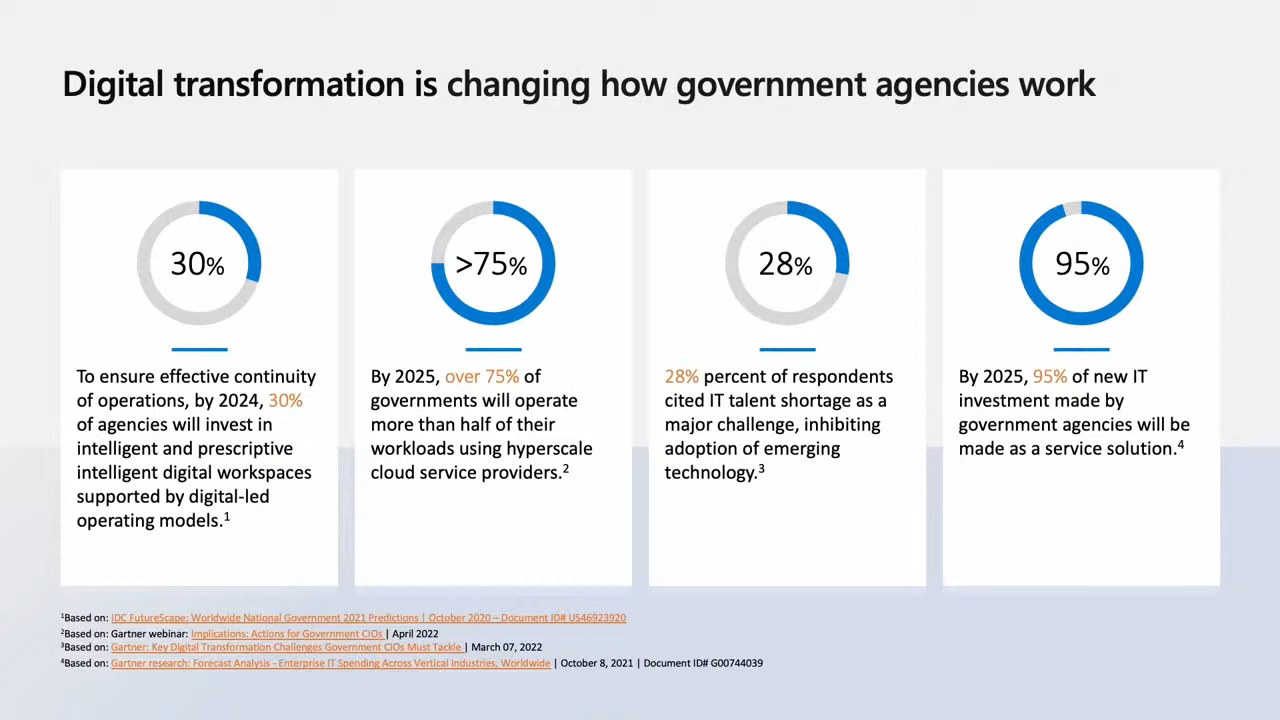 Digital transformation is changing how government agencies work
30%
To ensure effective continuity
of operations, by 2024, 30%
of agencies will invest in
intelligent and prescriptive
intelligent digital workspaces
supported by digital-led
operating models.1
>75%
By 2025, over 75% of
governments will operate
more than half of their
workloads using hyperscale
cloud service providers.2
28%
28% percent of respondents
cited IT talent shortage as a
major challenge, inhibiting
adoption of emerging
technology.3
95%
By 2025, 95% of new IT
investment made by
government agencies will be
made as a service solution.4
1Based on: IDC FutureScape: Worldwide National Government 2021 Predictions | October 2020 – Document ID# US46923920
2Based on: Gartner webinar: Implications: Actions for Government CIOs | April 2022
3Based on: Gartner: Key Digital Transformation Challenges Government CIOs Must Tackle | March 07, 2022
4Based on: Gartner research: Forecast Analysis - Enterprise IT Spending Across Vertical Industries, Worldwide | October 8, 2021 | Document ID# G00744039